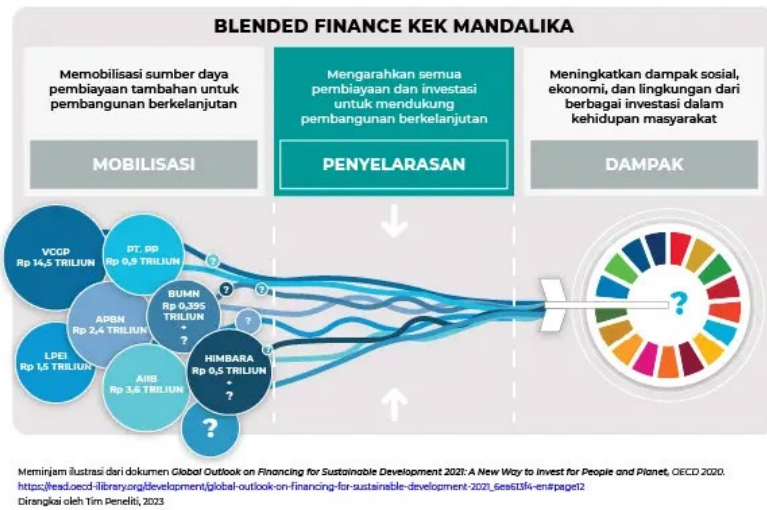 BLENDED FINANCE KEK MANDALIKA
Memobilisasi sumber daya
pembiayaan tambahan untuk
pembangunan berkelanjutan
MOBILISASI
Mengarahkan semua
pembiayaan dan investasi
untuk mendukung
pembangunan berkelanjutan
PENYELARASAN
Meningkatkan dampak sosial,
ekonomi, dan lingkungan dari
berbagai investasi dalam
kehidupan masyarakat
DAMPAK
VCGP
Rp 14,5 TRILIUN
PT. PP
Rp 0,9 TRILIUN
?
?
?
BUMN
Rp 0,395
TRILIUN
+
?
APBN
Rp 2,4 TRILIUN
?
LPEI
Rp 1,5 TRILIUN
?
HIMBARA
Rp 0,5 TRILIUN
+
?
AIIB
Rp 3,6 TRILIUN
?
?
Meminjam ilustrasi dari dokumen Global Outlook on Financing for Sustainable Development 2021: A New Way to Invest for People and Planet, OECD 2020.
https://read.oecd-ilibrary.org/development/global-outlook-on-financing-for-sustainable-development-2021_6ea613f4-en#page12
Dirangkai oleh Tim Peneliti, 2023